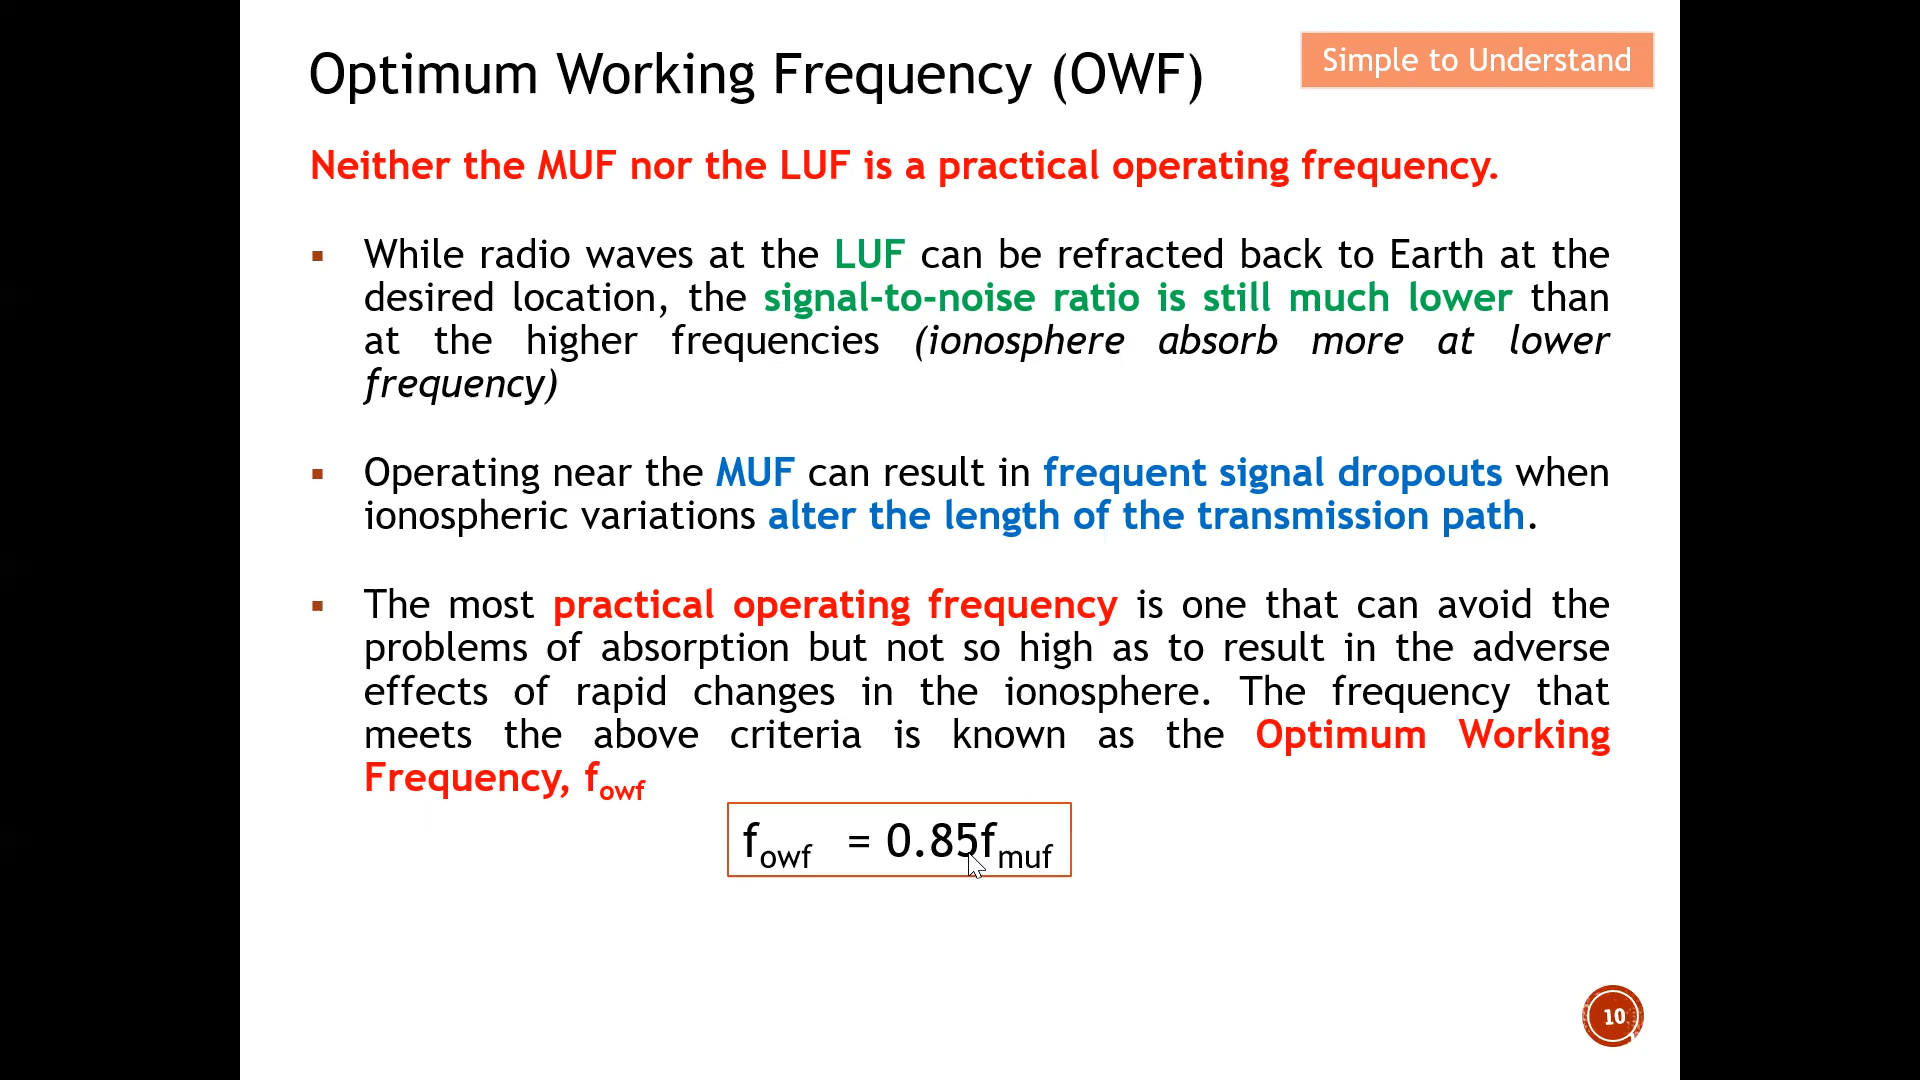 Optimum Working Frequency (OWF)
Simple to Understand
Neither the MUF nor the LUF is a practical operating frequency.
▪ While radio waves at the LUF can be refracted back to Earth at the
desired location, the signal-to-noise ratio is still much lower than
at the higher frequencies (ionosphere absorb more at lower
frequency)
▪ Operating near the MUF can result in frequent signal dropouts when
ionospheric variations alter the length of the transmission path.
▪ The most practical operating frequency is one that can avoid the
problems of absorption but not so high as to result in the adverse
effects of rapid changes in the ionosphere. The frequency that
meets the above criteria is known as the Optimum Working
Frequency, fowf
fowf = 0.85fmuf
10